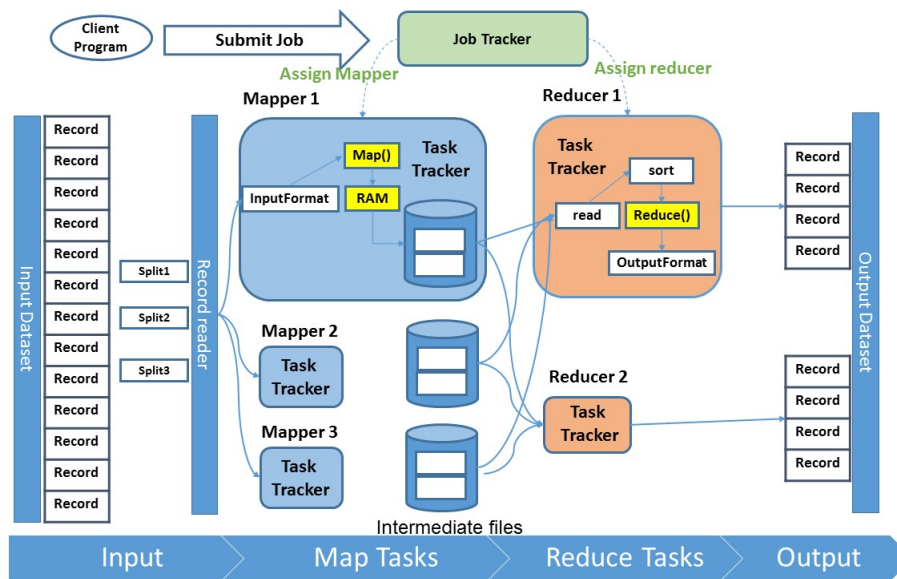 Client
Program
Submit Job
Job Tracker
Assign Mapper
Assign reducer
Input Dataset
Record
Record
Record
Record
Record
Record
Record
Record
Record
Record
Record
Record
Record
Split1
Split2
Split3
Record reader
Mapper 1
Task
Tracker
Map()
InputFormat
RAM
Mapper 2
Task
Tracker
Mapper 3
Task
Tracker
Intermediate files
Reducer 1
Task
Tracker
sort
read
Reduce()
OutputFormat
Reducer 2
Task
Tracker
Record
Record
Record
Record
Record
Record
Record
Record
Output Dataset
Input
Map Tasks
Reduce Tasks
Output